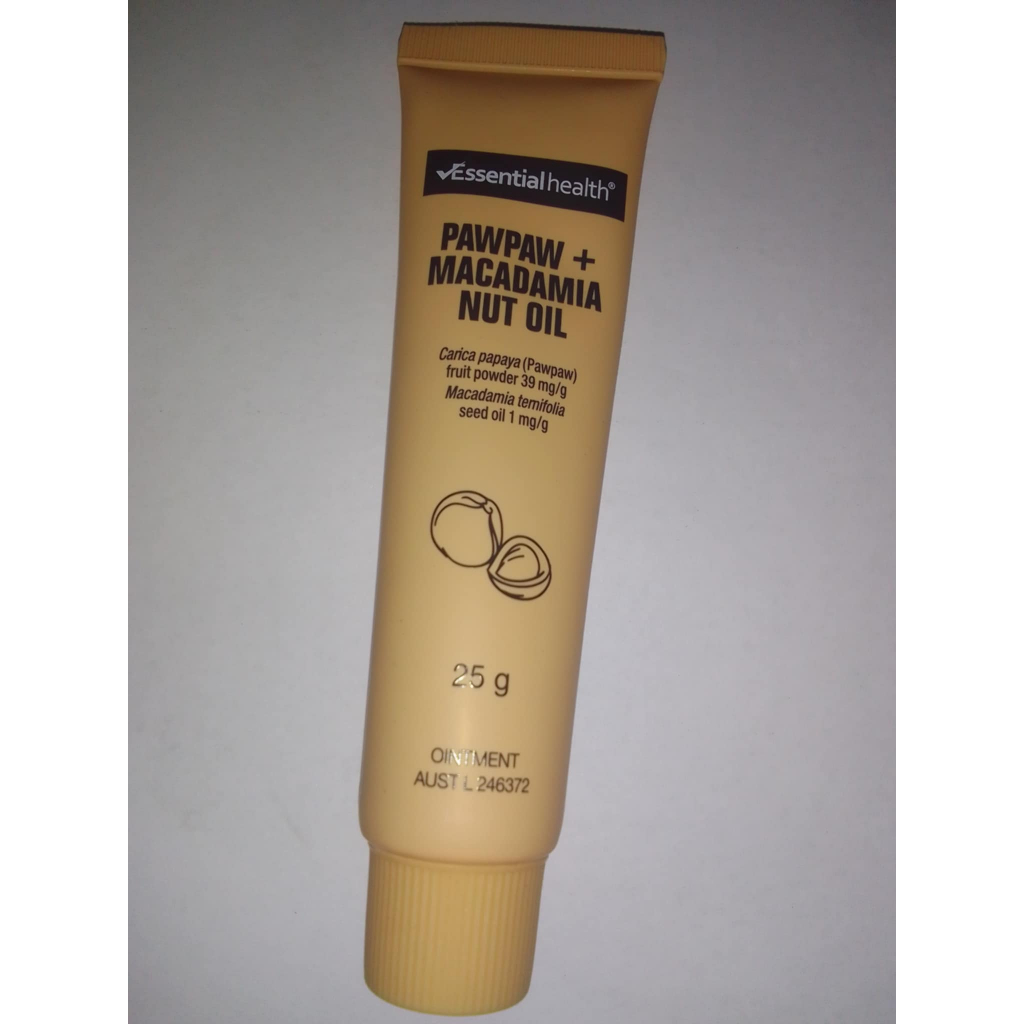 Essentialhealth®
PAWPAW +
MACADAMIA
NUT OIL
Carica papaya (Pawpaw)
fruit powder 39 mg/g
Macadamia ternifolia
seed oil 1 mg/g
25 g
OINTMENT
AUST L 246372